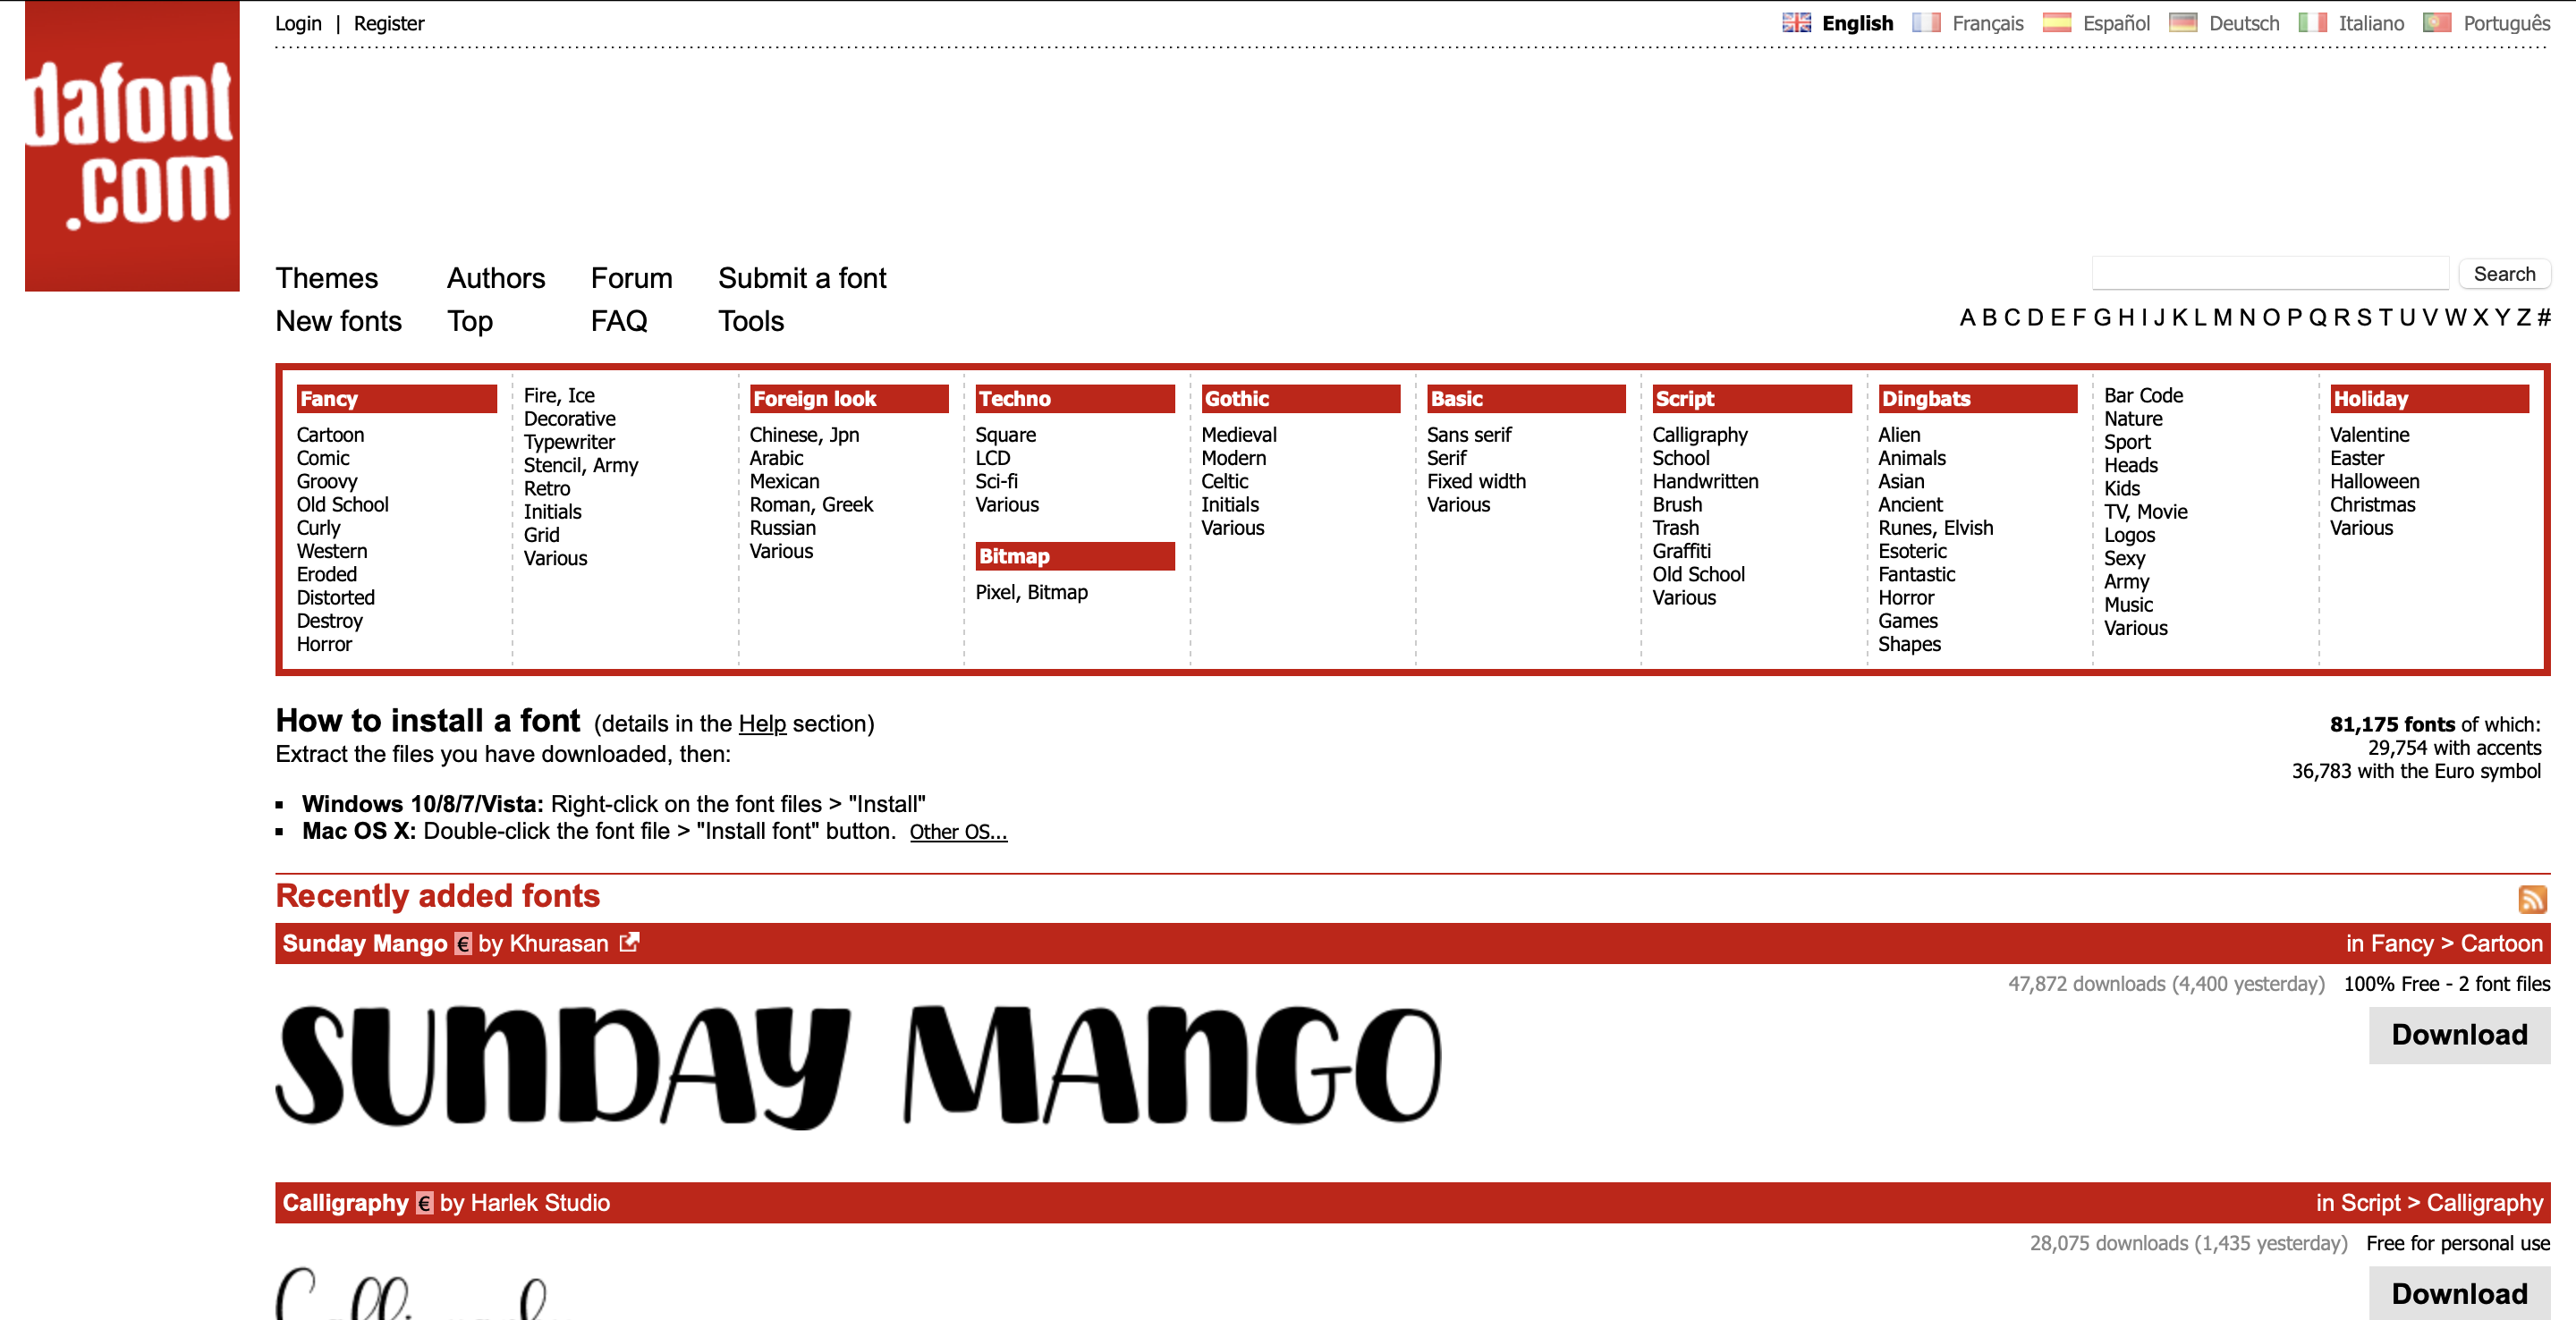 dafont
.com
Login | Register
English Français Español Deutsch Italiano Português
Themes Authors Forum Submit a font
New fonts Top FAQ Tools
Search
A B C D E F G H I J K L M N O P Q R S T U V W X Y Z #
Fancy
Cartoon
Comic
Groovy
Old School
Curly
Western
Eroded
Distorted
Destroy
Horror
Fire, Ice
Decorative
Typewriter
Stencil, Army
Retro
Initials
Grid
Various
Foreign look
Chinese, Jpn
Arabic
Mexican
Roman, Greek
Russian
Various
Techno
Square
LCD
Sci-fi
Various
Bitmap
Pixel, Bitmap
Gothic
Medieval
Modern
Celtic
Initials
Various
Basic
Sans serif
Serif
Fixed width
Various
Script
Calligraphy
School
Handwritten
Brush
Trash
Graffiti
Old School
Various
Dingbats
Alien
Animals
Asian
Ancient
Runes, Elvish
Esoteric
Fantastic
Horror
Games
Shapes
Bar Code
Nature
Sport
Heads
Kids
TV, Movie
Logos
Sexy
Army
Music
Various
Holiday
Valentine
Easter
Halloween
Christmas
Various
How to install a font (details in the Help section)
Extract the files you have downloaded, then:
▪ Windows 10/8/7/Vista: Right-click on the font files > "Install"
▪ Mac OS X: Double-click the font file > "Install font" button. Other OS...
81,175 fonts of which:
29,754 with accents
36,783 with the Euro symbol
Recently added fonts
Sunday Mango € by Khurasan in Fancy > Cartoon
47,872 downloads (4,400 yesterday) 100% Free - 2 font files
SUnDAy MAnGO
Download
Calligraphy € by Harlek Studio in Script > Calligraphy
28,075 downloads (1,435 yesterday) Free for personal use
Download